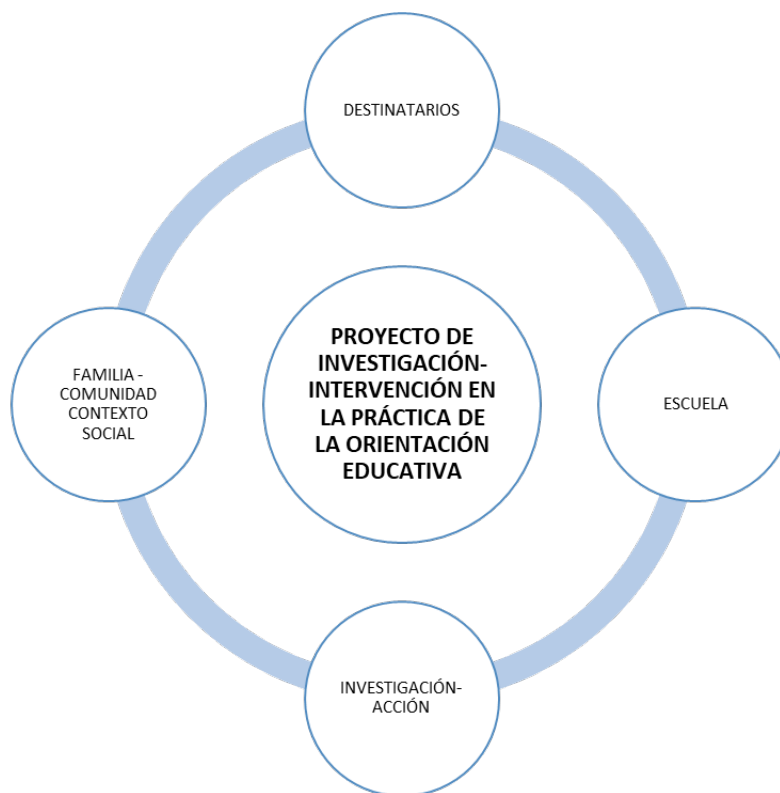 DESTINATARIOS
PROYECTO DE
INVESTIGACIÓN-
INTERVENCIÓN EN
LA PRÁCTICA DE
LA ORIENTACIÓN
EDUCATIVA
FAMILIA -
COMUNIDAD
CONTEXTO
SOCIAL
ESCUELA
INVESTIGACIÓN-
ACCIÓN